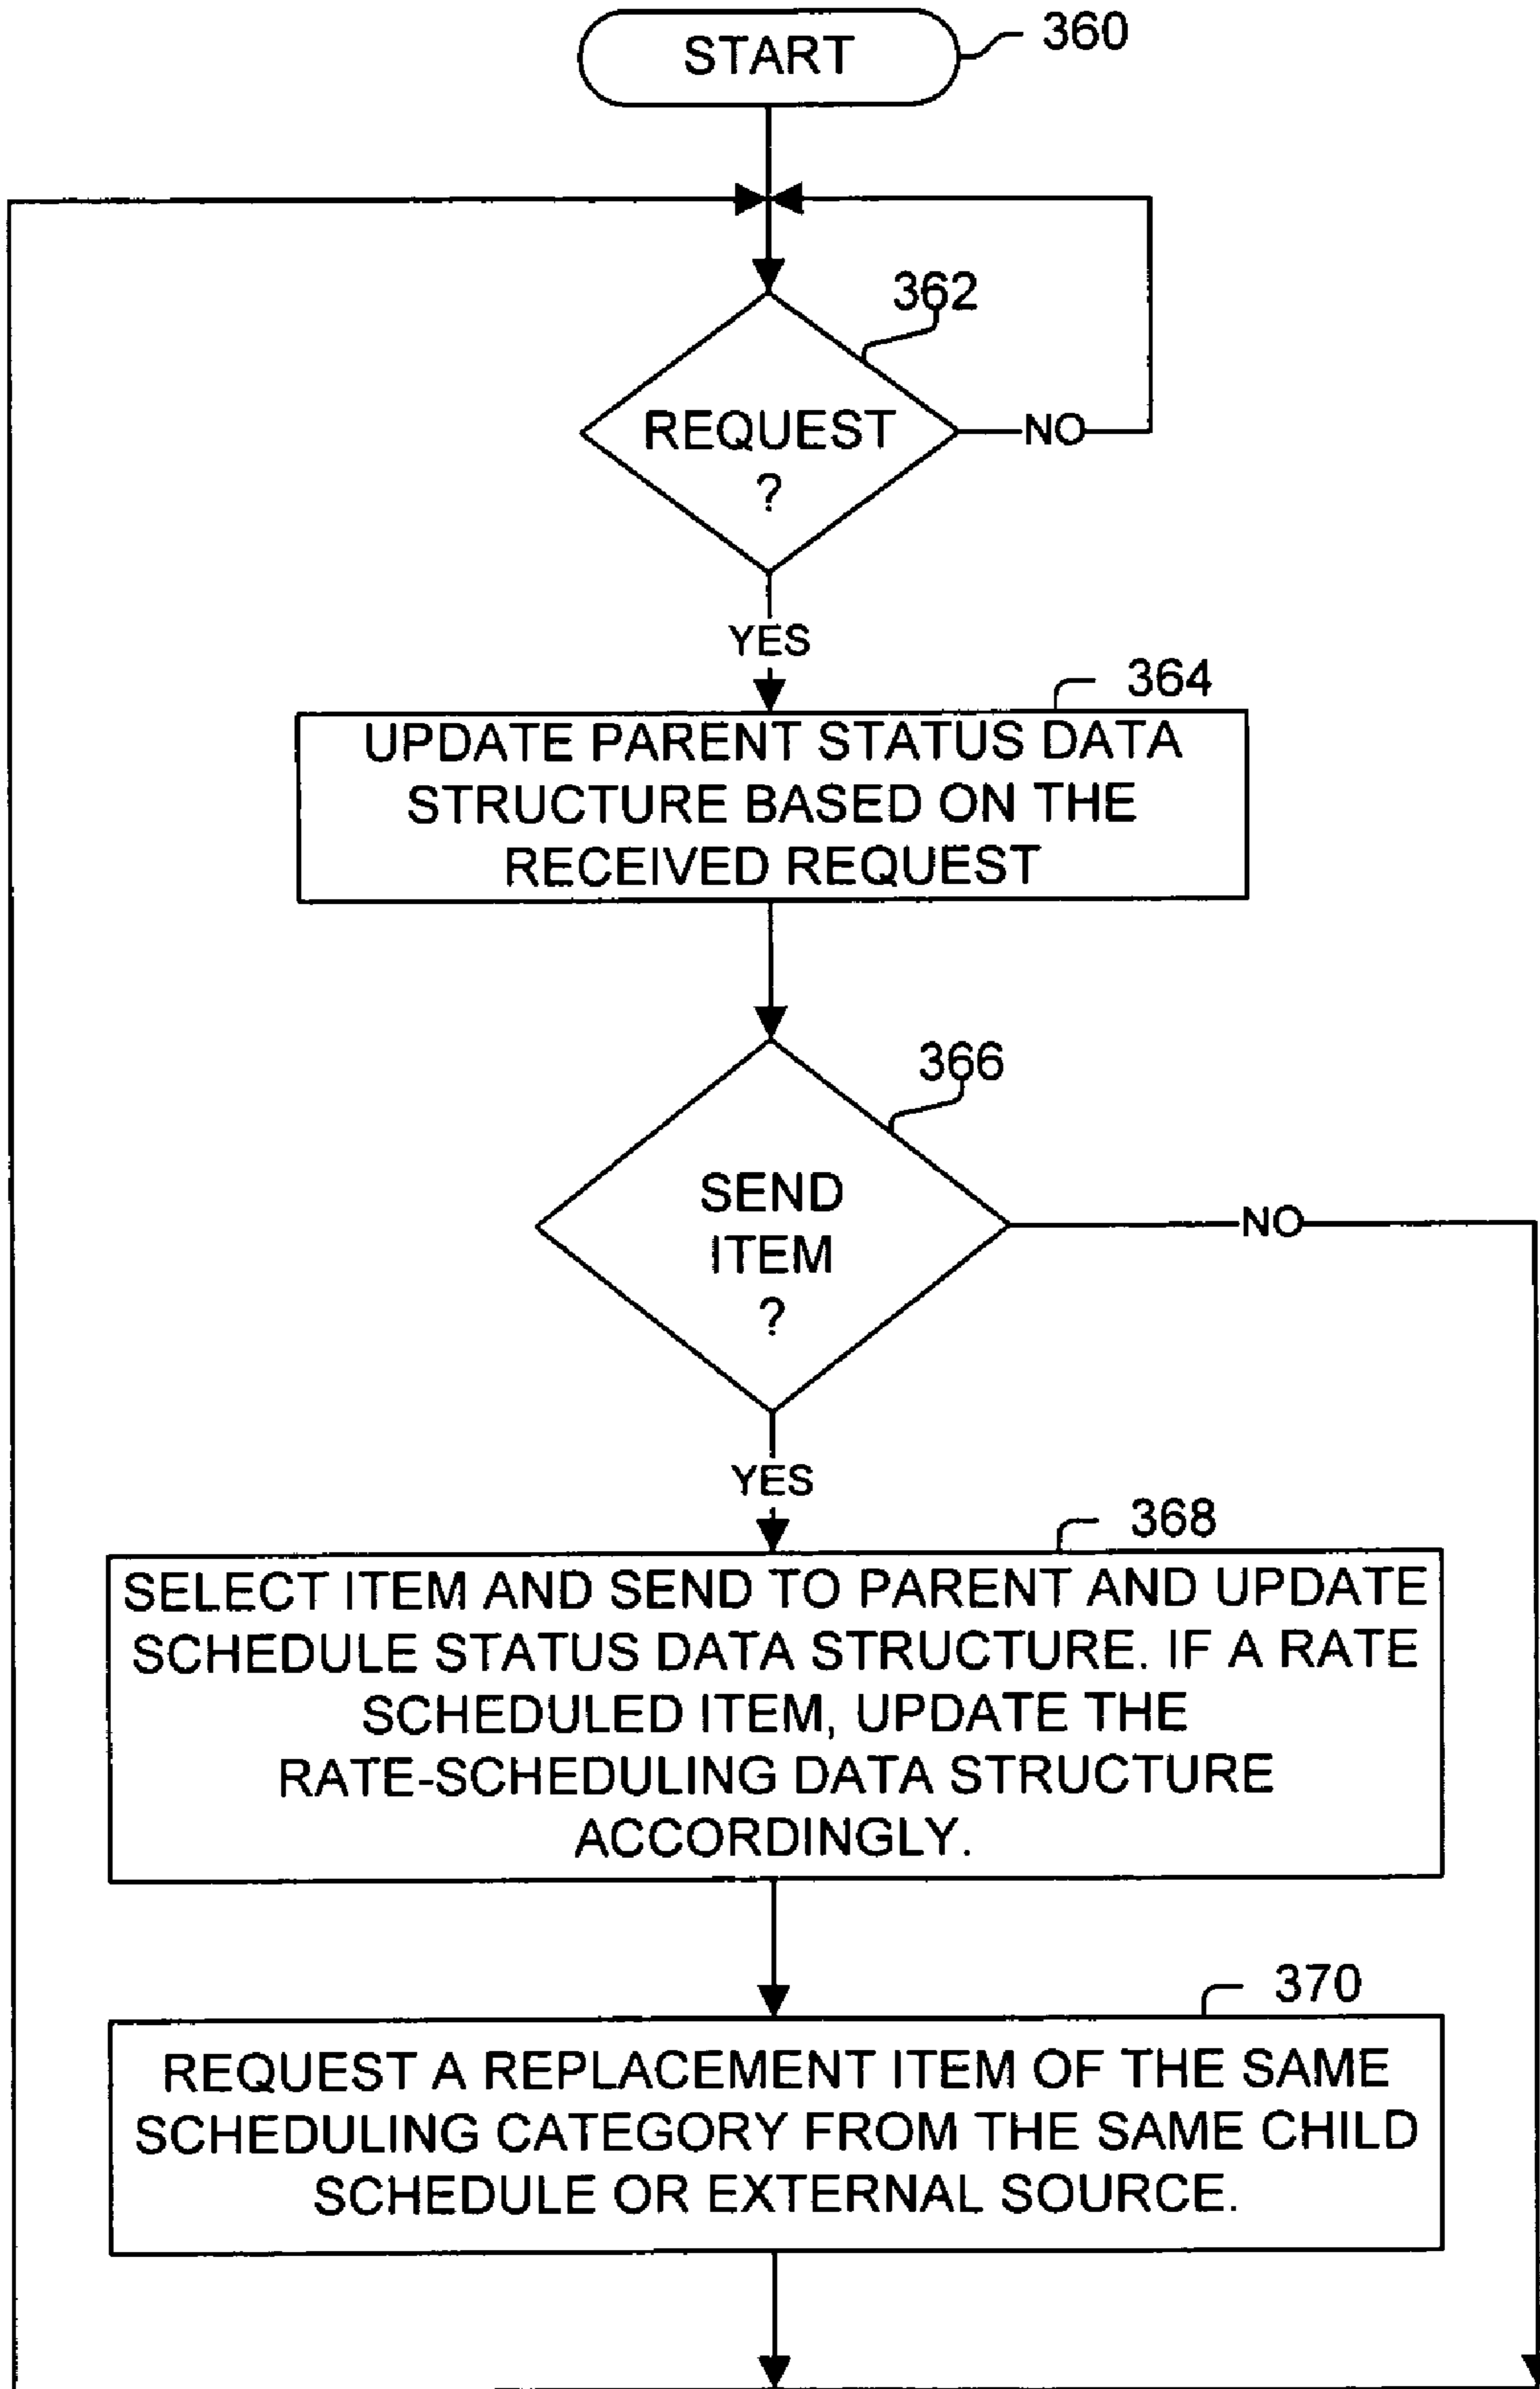 START
360
362
REQUEST
?
NO
YES
364
UPDATE PARENT STATUS DATA
STRUCTURE BASED ON THE
RECEIVED REQUEST
366
SEND
ITEM
?
NO
YES
368
SELECT ITEM AND SEND TO PARENT AND UPDATE
SCHEDULE STATUS DATA STRUCTURE. IF A RATE
SCHEDULED ITEM, UPDATE THE
RATE-SCHEDULING DATA STRUCTURE
ACCORDINGLY.
370
REQUEST A REPLACEMENT ITEM OF THE SAME
SCHEDULING CATEGORY FROM THE SAME CHILD
SCHEDULE OR EXTERNAL SOURCE.